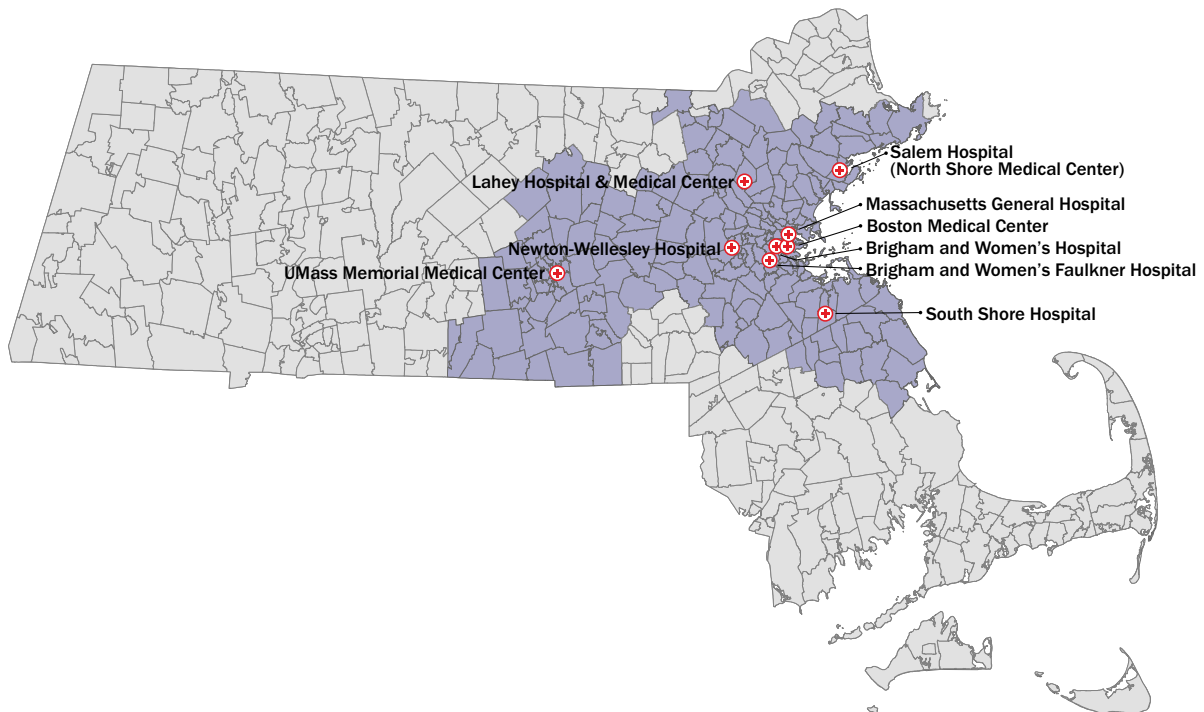 Salem Hospital
(North Shore Medical Center)
Lahey Hospital & Medical Center
Massachusetts General Hospital
Boston Medical Center
Newton-Wellesley Hospital
Brigham and Women's Hospital
UMass Memorial Medical Center
Brigham and Women's Faulkner Hospital
South Shore Hospital